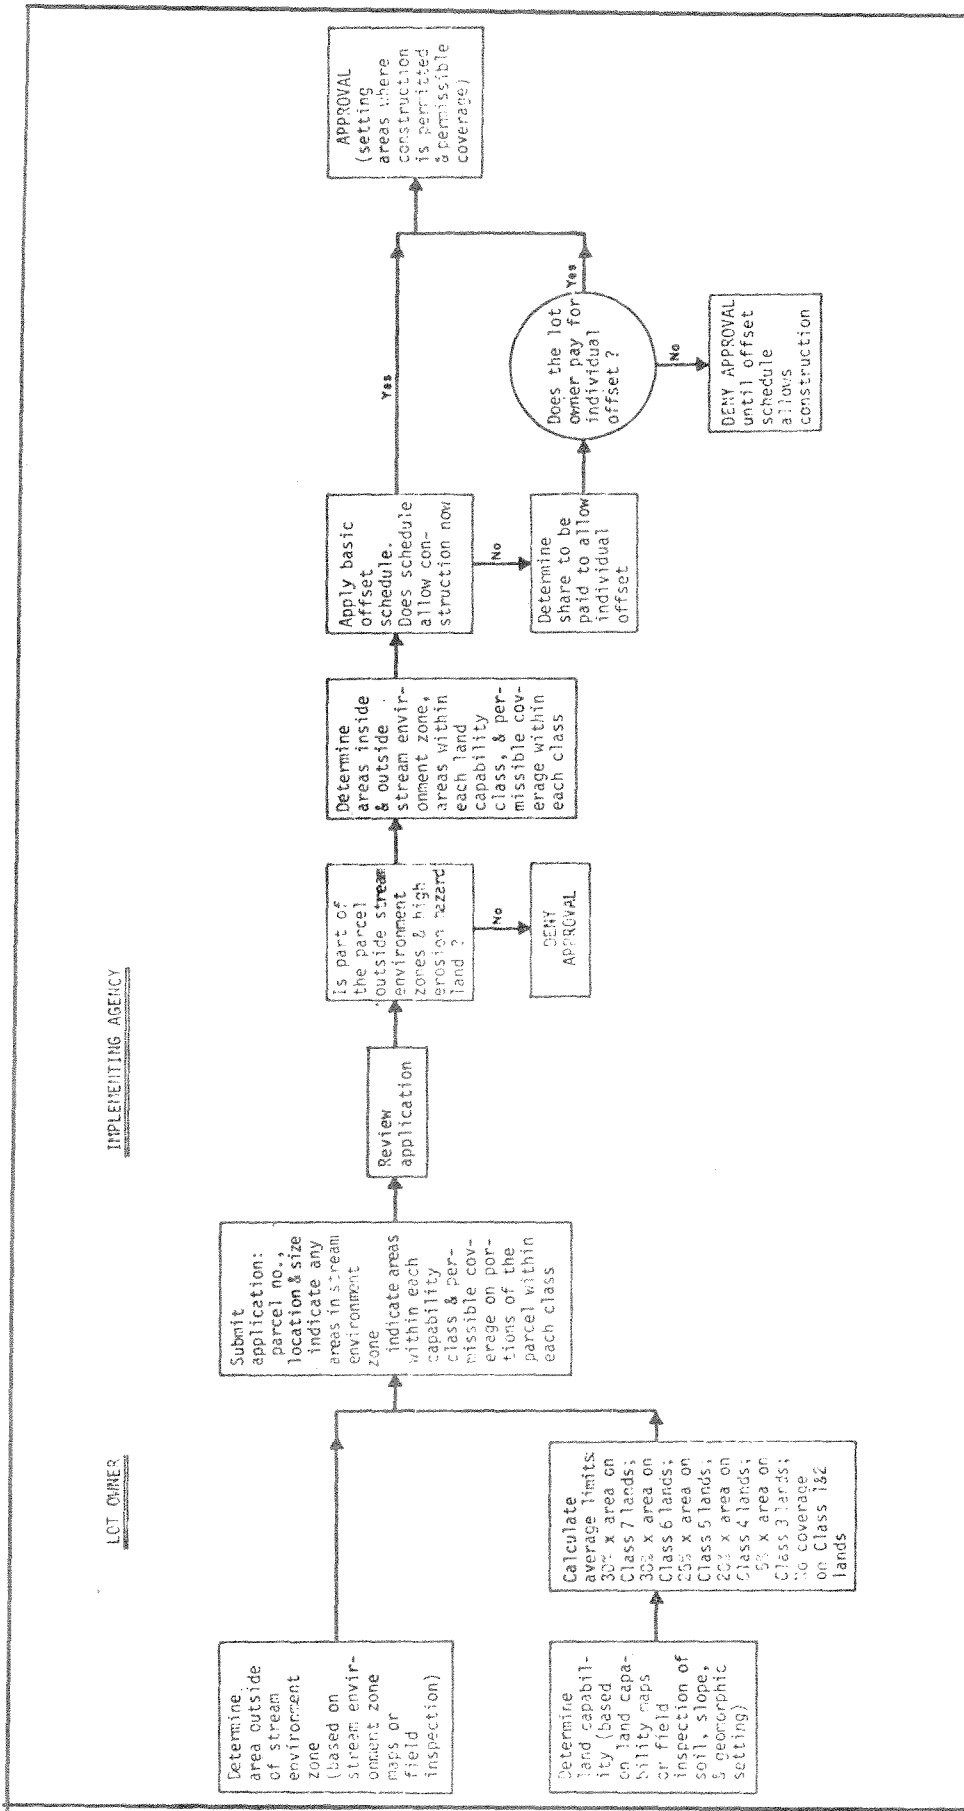 LOT OWNER
IMPLEMENTING AGENCY
Determine
area outside
of stream
environment
zone
(based on
stream envir-
onment zone
maps or
field
inspection)
Determine
land capabil-
ity (based
on land capa-
bility maps
or field
inspection of
soil, slope,
& geomorphic
setting)
Calculate
average limits:
30% x area on
Class 7 lands;
30% x area on
Class 6 lands;
25% x area on
Class 5 lands;
20% x area on
Class 4 lands;
5% x area on
Class 3 lands;
No coverage
on Class 1&2
lands
Submit
application:
parcel no.,
location & size
indicate any
areas in stream
environment
zone
indicate areas
within each
capability
class & per-
missible cov-
erage on por-
tions of the
parcel within
each class
Review
application
Is part of
the parcel
outside stream
environment
zones & high
erosion hazard
land ?
No
DENY
APPROVAL
Determine
areas inside
& outside
stream envir-
onment zone,
areas within
each land
capability
class, & per-
missible cov-
erage within
each class
Apply basic
offset
schedule.
Does schedule
allow con-
struction now
Yes
No
Determine
share to be
paid to allow
individual
offset
Does the lot
owner pay for
individual
offset ?
Yes
No
DENY APPROVAL
until offset
schedule
allows
construction
APPROVAL
(setting
areas where
construction
is permitted
& permissible
coverage)